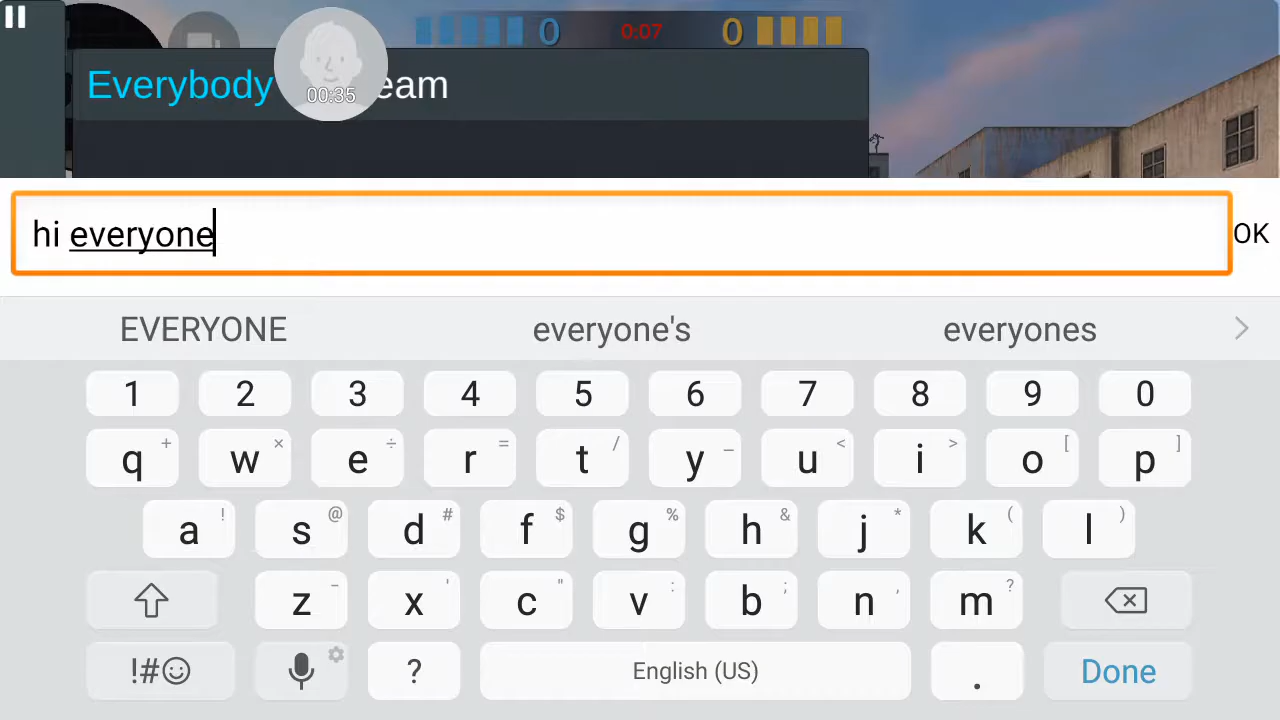 0 0:07 0
Everybody eam
00:35
hi everyone
OK
EVERYONE everyone's everyones
1 2 3 4 5 6 7 8 9 0
q + w × e ÷ r = t / y _ u < i > o [ p ]
a ! s @ d # f $ g % h & j * k ( l )
z - x ' c " v : b ; n , m ?
!#☺ ? English (US) . Done